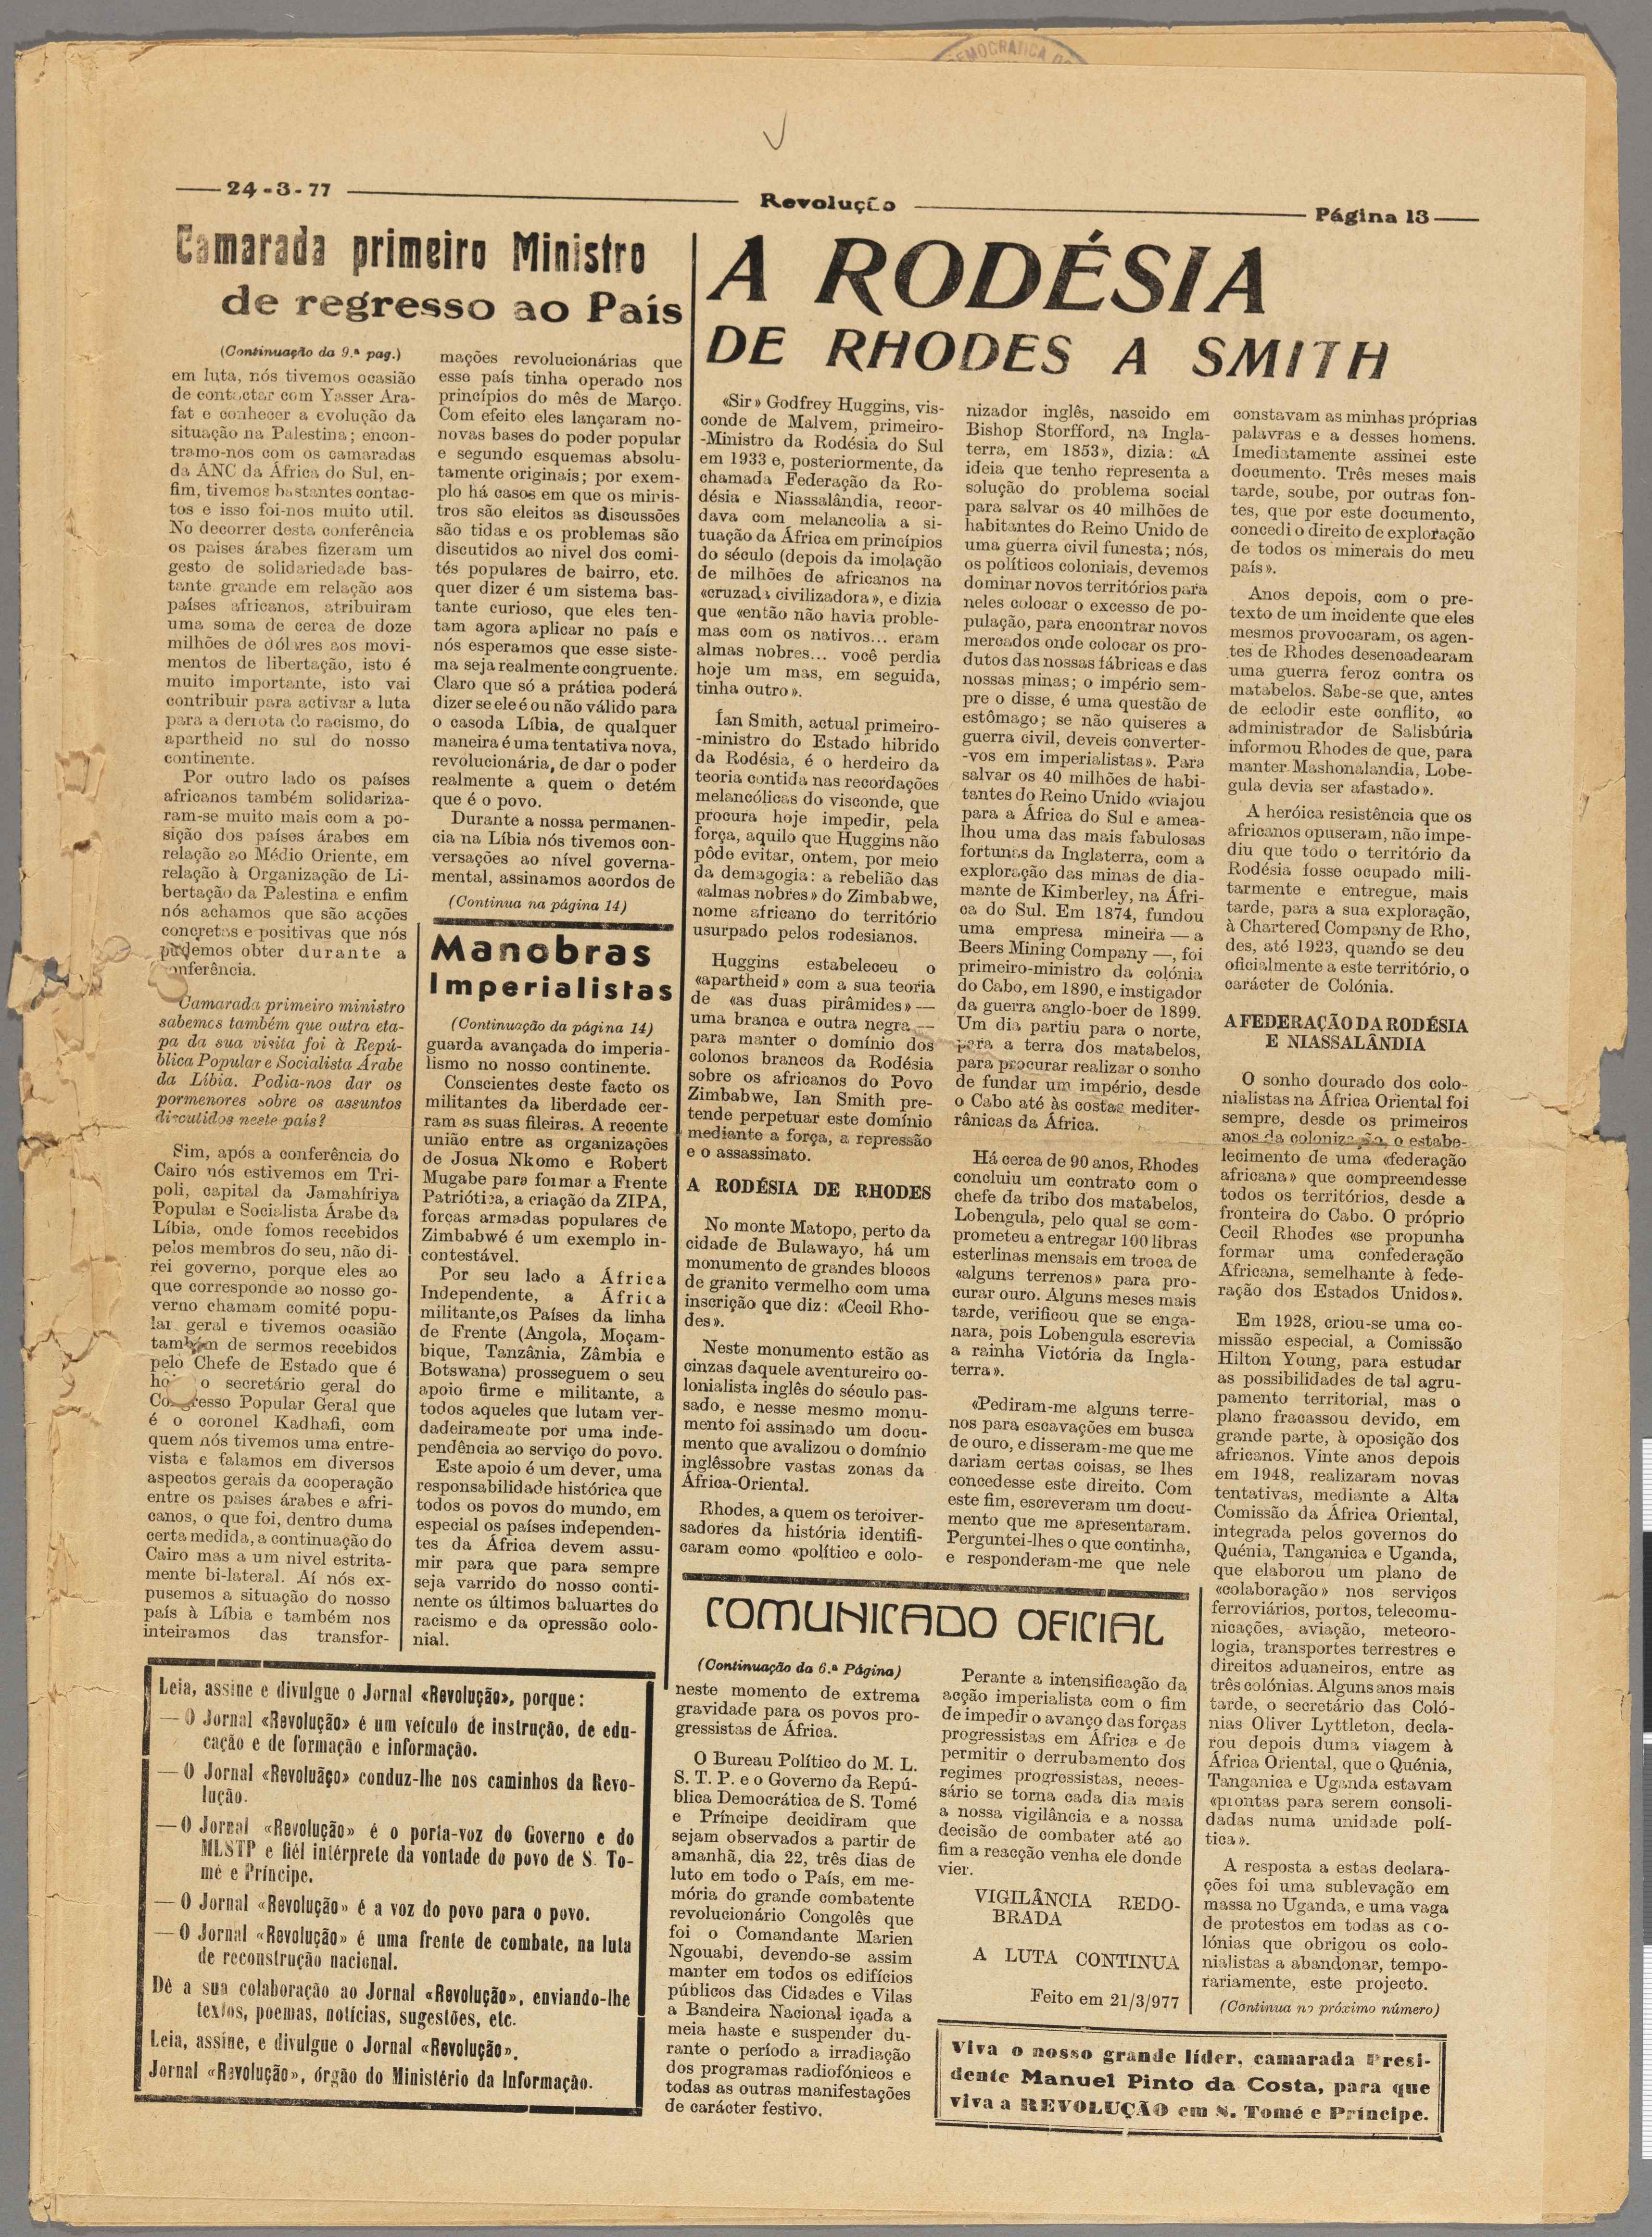 EMOCRATICA D
24-3-77
Revolução
Página 13
Camarada primeiro Ministro
de regresso ao País
(Continuação da 9.ª pag.)
em luta, nós tivemos ocasião
de contactar com Yasser Ara-
fat e conhecer a evolução da
situação na Palestina; encon-
tramo-nos com os camaradas
da ANC da África do Sul, en-
fim, tivemos bastantes contac-
tos e isso foi-nos muito util.
No decorrer desta conferência
os paises árabes fizeram um
gesto de solidariedade bas-
tante grande em relação aos
países africanos, atribuiram
uma soma de cerca de doze
milhões de dólares aos movi-
mentos de libertação, isto é
muito importante, isto vai
contribuir para activar a luta
para a derrota do racismo, do
apartheid no sul do nosso
continente.
Por outro lado os países
africanos também solidariza-
ram-se muito mais com a po-
sição dos países árabes em
relação ao Médio Oriente, em
relação à Organização de Li-
bertação da Palestina e enfim
nós achamos que são acções
concretas e positivas que nós
pudemos obter durante a
conferência.
Camarada primeiro ministro
sabemos também que outra eta-
pa da sua visita foi à Repú-
blica Popular e Socialista Árabe
da Líbia. Podia-nos dar os
pormenores sobre os assuntos
discutidos neste país?
Sim, após a conferência do
Cairo nós estivemos em Tri-
poli, capital da Jamahíriya
Popular e Socialista Árabe da
Líbia, onde fomos recebidos
pelos membros do seu, não di-
rei governo, porque eles ao
que corresponde ao nosso go-
verno chamam comité popu-
lar geral e tivemos ocasião
também de sermos recebidos
pelo Chefe de Estado que é
hoje o secretário geral do
Congresso Popular Geral que
é o coronel Kadhafi, com
quem nós tivemos uma entre-
vista e falamos em diversos
aspectos gerais da cooperação
entre os paises árabes e afri-
canos, o que foi, dentro duma
certa medida, a continuação do
Cairo mas a um nivel estrita-
mente bi-lateral. Aí nós ex-
pusemos a situação do nosso
país à Líbia e também nos
inteiramos das transfor-
mações revolucionárias que
esse país tinha operado nos
princípios do mês de Março.
Com efeito eles lançaram no-
novas bases do poder popular
e segundo esquemas absolu-
tamente originais; por exem-
plo há casos em que os minis-
tros são eleitos as discussões
são tidas e os problemas são
discutidos ao nivel dos comi-
tés populares de bairro, etc.
quer dizer é um sistema bas-
tante curioso, que eles ten-
tam agora aplicar no país e
nós esperamos que esse siste-
ma seja realmente congruente.
Claro que só a prática poderá
dizer se ele é ou não válido para
o casoda Líbia, de qualquer
maneira é uma tentativa nova,
revolucionária, de dar o poder
realmente a quem o detém
que é o povo.
Durante a nossa permanen-
cia na Líbia nós tivemos con-
versações ao nível governa-
mental, assinamos acordos de
(Continua na página 14)
Manobras
Imperialistas
(Continuação da página 14)
guarda avançada do imperia-
lismo no nosso continente.
Conscientes deste facto os
militantes da liberdade cer-
ram as suas fileiras. A recente
união entre as organizações
de Josua Nkomo e Robert
Mugabe para formar a Frente
Patriótica, a criação da ZIPA,
forças armadas populares de
Zimbabwé é um exemplo in-
contestável.
Por seu lado a África
Independente, a África
militante,os Países da linha
de Frente (Angola, Moçam-
bique, Tanzânia, Zâmbia e
Botswana) prosseguem o seu
apoio firme e militante, a
todos aqueles que lutam ver-
dadeiramente por uma inde-
pendência ao serviço do povo.
Este apoio é um dever, uma
responsabilidade histórica que
todos os povos do mundo, em
especial os países independen-
tes da África devem assu-
mir para que para sempre
seja varrido do nosso conti-
nente os últimos baluartes do
racismo e da opressão colo-
nial.
Leia, assine e divulgue o Jornal «Revolução», porque:
— O Jornal «Revolução» é um veículo de instrução, de edu-
cação e de formação e informação.
— O Jornal «Revoluãço» conduz-lhe nos caminhos da Revo-
lução.
— O Jornal «Revolução» é o porta-voz do Governo e do
MLSTP e fiél intérprete da vontade do povo de S. To-
mé e Príncipe.
— O Jornal «Revolução» é a voz do povo para o povo.
— O Jornal «Revolução» é uma frente de combate, na luta
de reconstrução nacional.
Dê a sua colaboração ao Jornal «Revolução», enviando-lhe
textos, poemas, notícias, sugestões, etc.
Leia, assine, e divulgue o Jornal «Revolução».
Jornal «Revolução», órgão do Ministério da Informação.
A RODÉSIA
DE RHODES A SMITH
«Sir» Godfrey Huggins, vis-
conde de Malvem, primeiro-
-Ministro da Rodésia do Sul
em 1933 e, posteriormente, da
chamada Federação da Ro-
désia e Niassalândia, recor-
dava com melancolia a si-
tuação da África em princípios
do século (depois da imolação
de milhões de africanos na
«cruzada civilizadora», e dizia
que «então não havia proble-
mas com os nativos... eram
almas nobres... você perdia
hoje um mas, em seguida,
tinha outro».
Ían Smith, actual primeiro-
-ministro do Estado hibrido
da Rodésia, é o herdeiro da
teoria contida nas recordações
melancólicas do visconde, que
procura hoje impedir, pela
força, aquilo que Huggins não
pôde evitar, ontem, por meio
da demagogia: a rebelião das
«almas nobres» do Zimbabwe,
nome africano do território
usurpado pelos rodesianos.
Huggins estabeleceu o
«apartheid» com a sua teoria
de «as duas pirâmides» —
uma branca e outra negra —
para manter o domínio dos
colonos brancos da Rodésia
sobre os africanos do Povo
Zimbabwe, Ian Smith pre-
tende perpetuar este domínio
mediante a força, a repressão
e o assassinato.
A RODÉSIA DE RHODES
No monte Matopo, perto da
cidade de Bulawayo, há um
monumento de grandes blocos
de granito vermelho com uma
inscrição que diz: «Cecil Rho-
des».
Neste monumento estão as
cinzas daquele aventureiro co-
lonialista inglês do século pas-
sado, e nesse mesmo monu-
mento foi assinado um docu-
mento que avalizou o domínio
inglêssobre vastas zonas da
África-Oriental.
Rhodes, a quem os teroiver-
sadores da história identifi-
caram como «político e colo-
nizador inglês, nascido em
Bishop Storfford, na Ingla-
terra, em 1853», dizia: «A
ideia que tenho representa a
solução do problema social
para salvar os 40 milhões de
habitantes do Reino Unido de
uma guerra civil funesta; nós,
os políticos coloniais, devemos
dominar novos territórios para
neles colocar o excesso de po-
pulação, para encontrar novos
mercados onde colocar os pro-
dutos das nossas fábricas e das
nossas minas; o império sem-
pre o disse, é uma questão de
estômago; se não quiseres a
guerra civil, deveis converter-
-vos em imperialistas». Para
salvar os 40 milhões de habi-
tantes do Reino Unido «viajou
para a África do Sul e amea-
lhou uma das mais fabulosas
fortunas da Inglaterra, com a
exploração das minas de dia-
mante de Kimberley, na Áfri-
ca do Sul. Em 1874, fundou
uma empresa mineira — a
Beers Mining Company —, foi
primeiro-ministro da colónia
do Cabo, em 1890, e instigador
da guerra anglo-boer de 1899.
Um dia partiu para o norte,
para a terra dos matabelos,
para procurar realizar o sonho
de fundar um império, desde
o Cabo até às costas mediter-
rânicas da África.
Há cerca de 90 anos, Rhodes
concluiu um contrato com o
chefe da tribo dos matabelos,
Lobengula, pelo qual se com-
prometeu a entregar 100 libras
esterlinas mensais em troca de
«alguns terrenos» para pro-
curar ouro. Alguns meses mais
tarde, verificou que se enga-
nara, pois Lobengula escrevia
a rainha Victória da Ingla-
terra».
«Pediram-me alguns terre-
nos para escavações em busca
de ouro, e disseram-me que me
dariam certas coisas, se lhes
concedesse este direito. Com
este fim, escreveram um docu-
mento que me apresentaram.
Perguntei-lhes o que continha,
e responderam-me que nele
constavam as minhas próprias
palavras e a desses homens.
Imediatamente assinei este
documento. Três meses mais
tarde, soube, por outras fon-
tes, que por este documento,
concedi o direito de exploração
de todos os minerais do meu
país».
Anos depois, com o pre-
texto de um incidente que eles
mesmos provocaram, os agen-
tes de Rhodes desencadearam
uma guerra feroz contra os
matabelos. Sabe-se que, antes
de eclodir este conflito, «o
administrador de Salisbúria
informou Rhodes de que, para
manter Mashonalandia, Lobe-
gula devia ser afastado».
A heróica resistência que os
africanos opuseram, não impe-
diu que todo o território da
Rodésia fosse ocupado mili-
tarmente e entregue, mais
tarde, para a sua exploração,
à Chartered Company de Rho,
des, até 1923, quando se deu
oficialmente a este território, o
carácter de Colónia.
A FEDERAÇÃO DA RODÉSIA
E NIASSALÂNDIA
O sonho dourado dos colo-
nialistas na África Oriental foi
sempre, desde os primeiros
anos da colonização, o estabe-
lecimento de uma «federação
africana» que compreendesse
todos os territórios, desde a
fronteira do Cabo. O próprio
Cecil Rhodes «se propunha
formar uma confederação
Africana, semelhante à fede-
ração dos Estados Unidos».
Em 1928, criou-se uma co-
missão especial, a Comissão
Hilton Young, para estudar
as possibilidades de tal agru-
pamento territorial, mas o
plano fracassou devido, em
grande parte, à oposição dos
africanos. Vinte anos depois
em 1948, realizaram novas
tentativas, mediante a Alta
Comissão da África Oriental,
integrada pelos governos do
Quénia, Tanganica e Uganda,
que elaborou um plano de
«colaboração» nos serviços
ferroviários, portos, telecomu-
nicações, aviação, meteoro-
logia, transportes terrestres e
direitos aduaneiros, entre as
três colónias. Alguns anos mais
tarde, o secretário das Coló-
nias Oliver Lyttleton, decla-
rou depois duma viagem à
África Oriental, que o Quénia,
Tanganica e Uganda estavam
«prontas para serem consoli-
dadas numa unidade polí-
tica».
A resposta a estas declara-
ções foi uma sublevação em
massa no Uganda, e uma vaga
de protestos em todas as co-
lónias que obrigou os colo-
nialistas a abandonar, tempo-
rariamente, este projecto.
(Continua no próximo número)
COMUNICADO OFICIAL
(Continuação da 6.ª Página)
neste momento de extrema
gravidade para os povos pro-
gressistas de África.
O Bureau Político do M. L.
S. T. P. e o Governo da Repú-
blica Democrática de S. Tomé
e Príncipe decidiram que
sejam observados a partir de
amanhã, dia 22, três dias de
luto em todo o País, em me-
mória do grande combatente
revolucionário Congolês que
foi o Comandante Marien
Ngouabi, devendo-se assim
manter em todos os edifícios
públicos das Cidades e Vilas
a Bandeira Nacional içada a
meia haste e suspender du-
rante o período a irradiação
dos programas radiofónicos e
todas as outras manifestações
de carácter festivo.
Perante a intensificação da
acção imperialista com o fim
de impedir o avanço das forças
progressistas em África e de
permitir o derrubamento dos
regimes progressistas, neces-
sário se torna cada dia mais
a nossa vigilância e a nossa
decisão de combater até ao
fim a reacção venha ele donde
vier.
VIGILÂNCIA REDO-
BRADA
A LUTA CONTINUA
Feito em 21/3/977
Viva o nosso grande líder, camarada Presi-
dente Manuel Pinto da Costa, para que
viva a REVOLUÇÃO em S. Tomé e Príncipe.